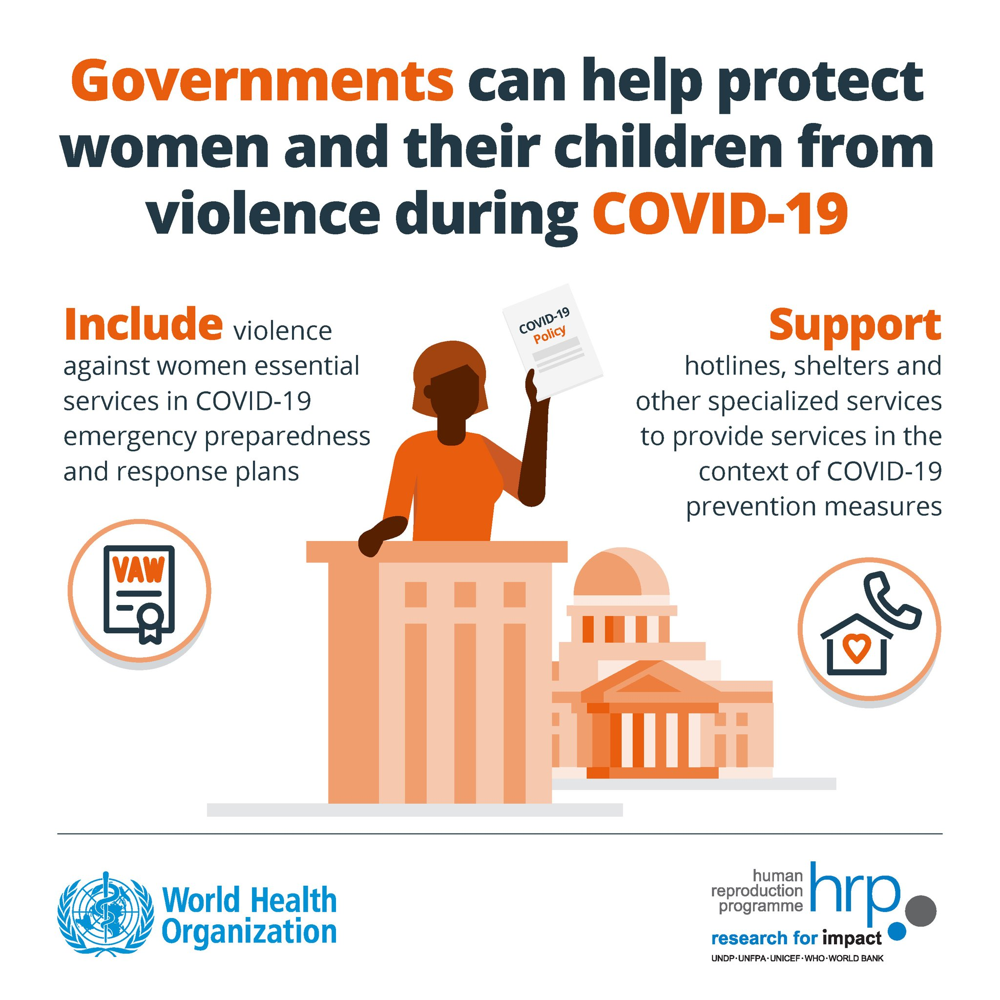 Governments can help protect
women and their children from
violence during COVID-19
Include violence
against women essential
services in COVID-19
emergency preparedness
and response plans
COVID-19
Policy
Support
hotlines, shelters and
other specialized services
to provide services in the
context of COVID-19
prevention measures
VAW
World Health
Organization
human
reproduction
programme
hrp
research for impact
UNDP·UNFPA·UNICEF·WHO·WORLD BANK